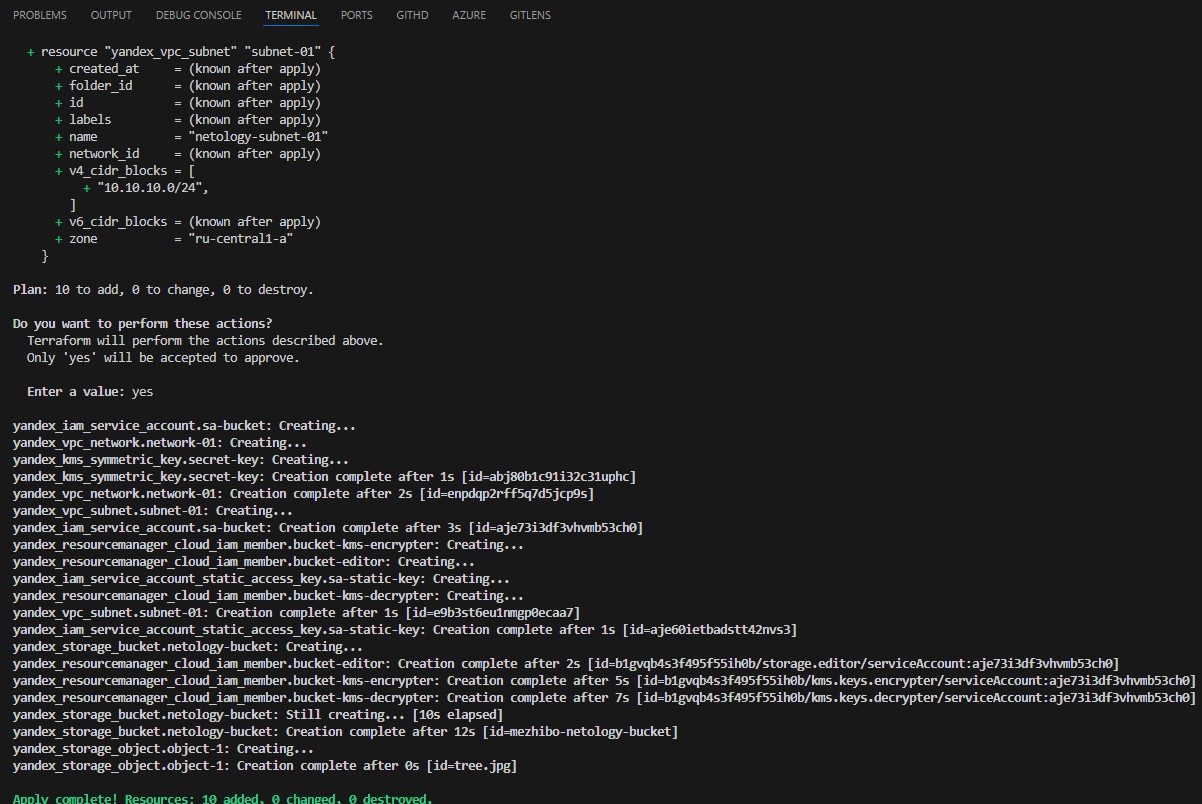 PROBLEMS OUTPUT DEBUG CONSOLE TERMINAL PORTS GITHD AZURE GITLENS
+ resource "yandex_vpc_subnet" "subnet-01" {
+ created_at = (known after apply)
+ folder_id = (known after apply)
+ id = (known after apply)
+ labels = (known after apply)
+ name = "netology-subnet-01"
+ network_id = (known after apply)
+ v4_cidr_blocks = [
+ "10.10.10.0/24",
]
+ v6_cidr_blocks = (known after apply)
+ zone = "ru-central1-a"
}
Plan: 10 to add, 0 to change, 0 to destroy.
Do you want to perform these actions?
Terraform will perform the actions described above.
Only 'yes' will be accepted to approve.
Enter a value: yes
yandex_iam_service_account.sa-bucket: Creating...
yandex_vpc_network.network-01: Creating...
yandex_kms_symmetric_key.secret-key: Creating...
yandex_kms_symmetric_key.secret-key: Creation complete after 1s [id=abj80b1c91i32c31uphc]
yandex_vpc_network.network-01: Creation complete after 2s [id=enpdqp2rff5q7d5jcp9s]
yandex_vpc_subnet.subnet-01: Creating...
yandex_iam_service_account.sa-bucket: Creation complete after 3s [id=aje73i3df3vhvmb53ch0]
yandex_resourcemanager_cloud_iam_member.bucket-kms-encrypter: Creating...
yandex_resourcemanager_cloud_iam_member.bucket-editor: Creating...
yandex_iam_service_account_static_access_key.sa-static-key: Creating...
yandex_resourcemanager_cloud_iam_member.bucket-kms-decrypter: Creating...
yandex_vpc_subnet.subnet-01: Creation complete after 1s [id=e9b3st6eu1nmgp0ecaa7]
yandex_iam_service_account_static_access_key.sa-static-key: Creation complete after 1s [id=aje60ietbadstt42nvs3]
yandex_storage_bucket.netology-bucket: Creating...
yandex_resourcemanager_cloud_iam_member.bucket-editor: Creation complete after 2s [id=b1gvqb4s3f495f55ih0b/storage.editor/serviceAccount:aje73i3df3vhvmb53ch0]
yandex_resourcemanager_cloud_iam_member.bucket-kms-encrypter: Creation complete after 5s [id=b1gvqb4s3f495f55ih0b/kms.keys.encrypter/serviceAccount:aje73i3df3vhvmb53ch0]
yandex_resourcemanager_cloud_iam_member.bucket-kms-decrypter: Creation complete after 7s [id=b1gvqb4s3f495f55ih0b/kms.keys.decrypter/serviceAccount:aje73i3df3vhvmb53ch0]
yandex_storage_bucket.netology-bucket: Still creating... [10s elapsed]
yandex_storage_bucket.netology-bucket: Creation complete after 12s [id=mezhibo-netology-bucket]
yandex_storage_object.object-1: Creating...
yandex_storage_object.object-1: Creation complete after 0s [id=tree.jpg]
Apply complete! Resources: 10 added, 0 changed, 0 destroyed.